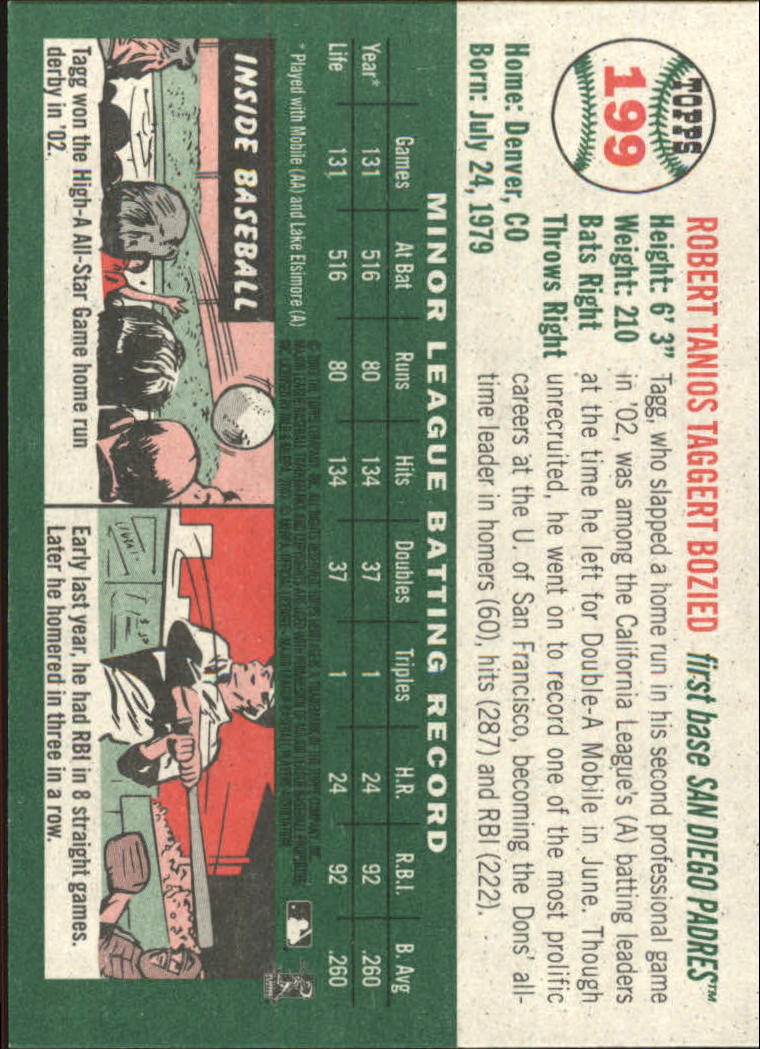 TOPPS
199
ROBERT TANIOS TAGGERT BOZIED first base SAN DIEGO PADRES™
Height: 6' 3"
Weight: 210
Bats Right
Throws Right
Home: Denver, CO
Born: July 24, 1979
Tagg, who slapped a home run in his second professional game
in '02, was among the California League's (A) batting leaders
at the time he left for Double-A Mobile in June. Though
unrecruited, he went on to record one of the most prolific
careers at the U. of San Francisco, becoming the Dons' all-
time leader in homers (60), hits (287) and RBI (222).
MINOR LEAGUE BATTING RECORD
Games At Bat Runs Hits Doubles Triples H.R. R.B.I. B. Avg
Year* 131 516 80 134 37 1 24 92 .260
Life 131 516 80 134 37 1 24 92 .260
* Played with Mobile (AA) and Lake Elsimore (A)
INSIDE BASEBALL
Tagg won the High-A All-Star Game home run
derby in '02.
Early last year, he had RBI in 8 straight games.
Later he homered in three in a row.